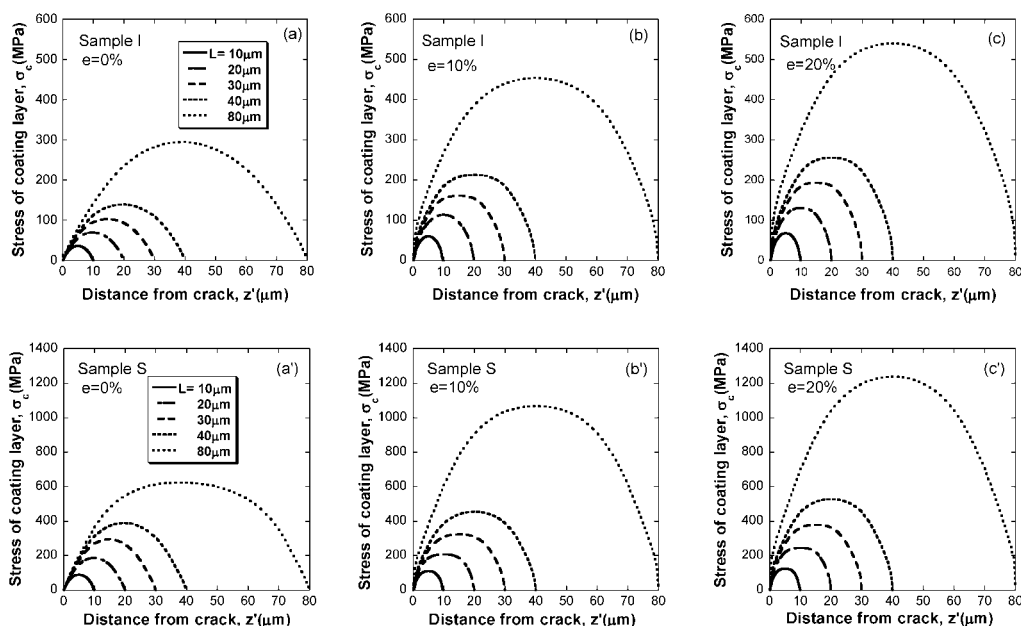 Sample I
e=0%
(a)
L= 10μm
20μm
30μm
40μm
80μm
Stress of coating layer, σc(MPa)
600
500
400
300
200
100
0
0 10 20 30 40 50 60 70 80
Distance from crack, z'(μm)
Sample I
e=10%
(b)
Stress of coating layer, σc(MPa)
600
500
400
300
200
100
0
0 10 20 30 40 50 60 70 80
Distance from crack, z'(μm)
Sample I
e=20%
(c)
Stress of coating layer, σc(MPa)
600
500
400
300
200
100
0
0 10 20 30 40 50 60 70 80
Distance from crack, z'(μm)
Sample S
e=0%
(a')
L= 10μm
20μm
30μm
40μm
80μm
Stress of coating layer, σc(MPa)
1400
1200
1000
800
600
400
200
0
0 10 20 30 40 50 60 70 80
Distance from crack, z'(μm)
Sample S
e=10%
(b')
Stress of coating layer, σc(MPa)
1400
1200
1000
800
600
400
200
0
0 10 20 30 40 50 60 70 80
Distance from crack, z'(μm)
Sample S
e=20%
(c')
Stress of coating layer, σc(MPa)
1400
1200
1000
800
600
400
200
0
0 10 20 30 40 50 60 70 80
Distance from crack, z'(μm)